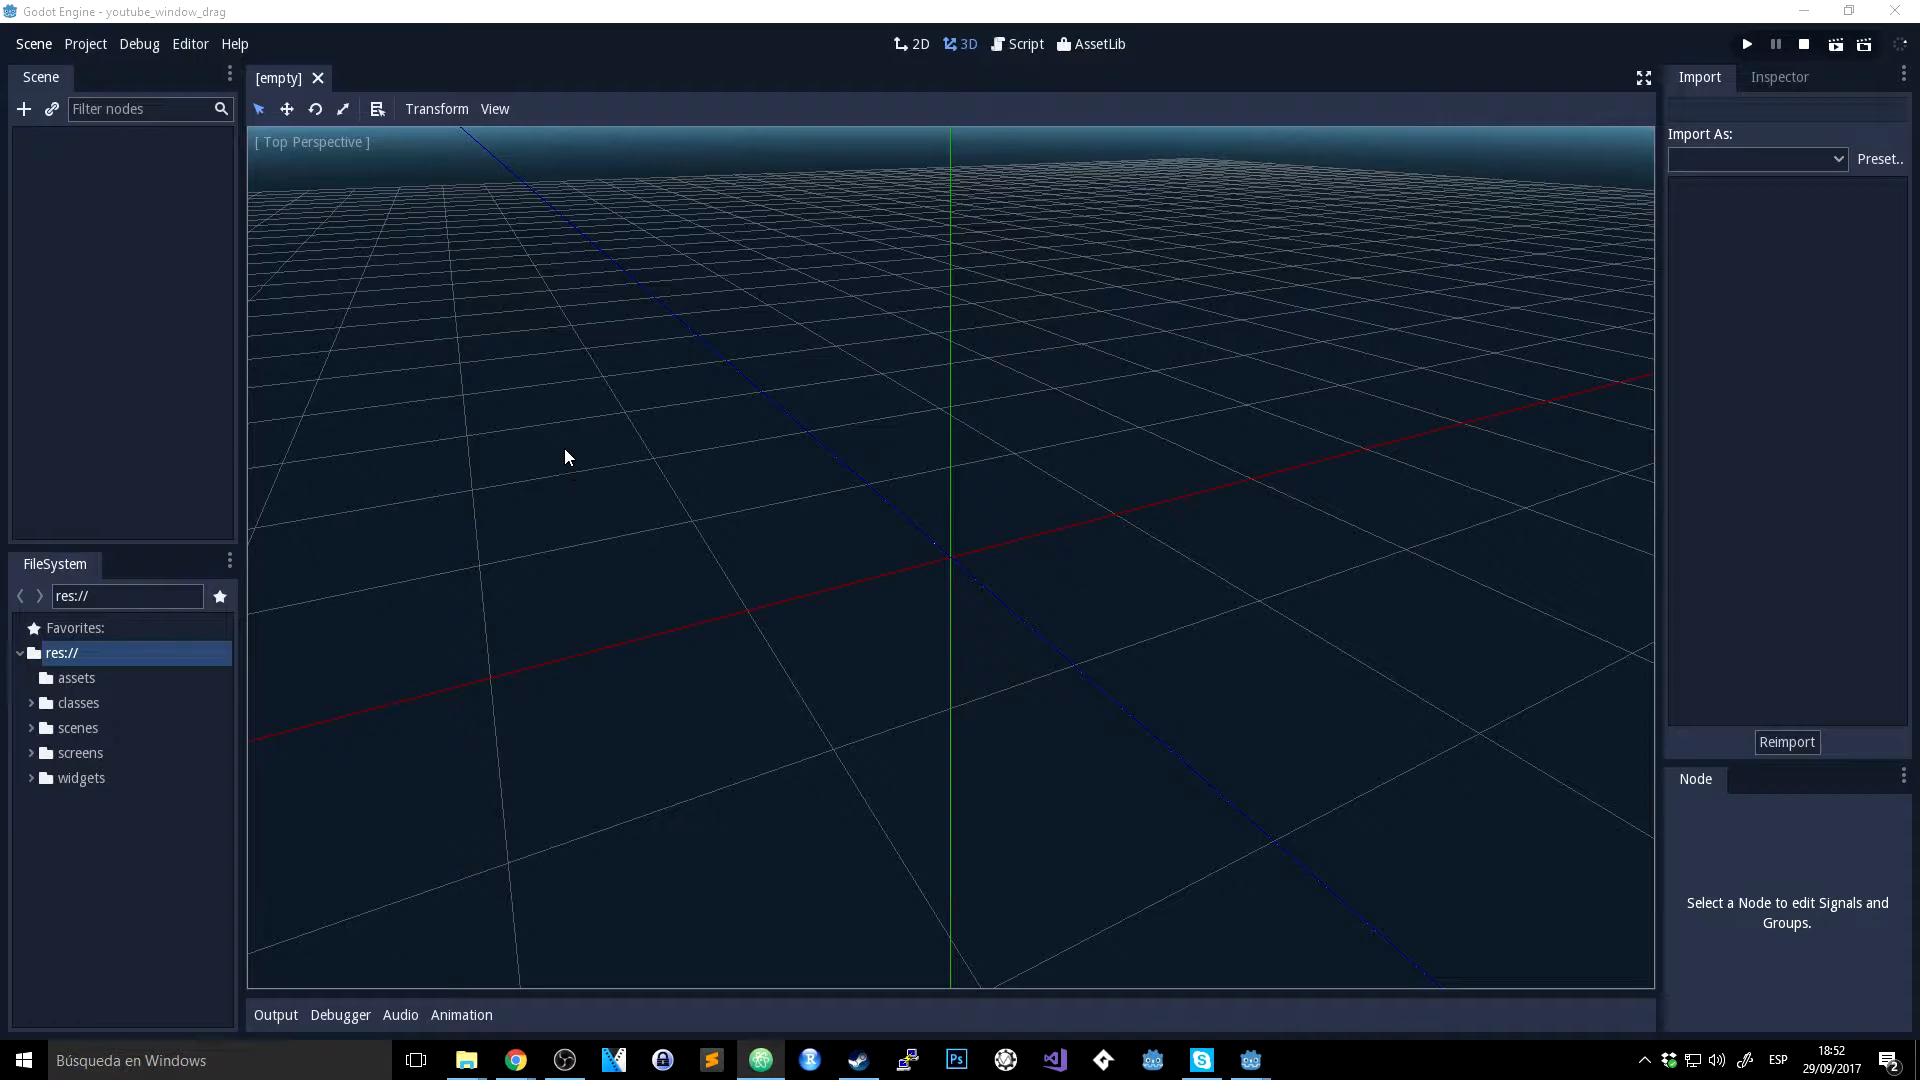 Godot Engine - youtube_window_drag
Scene Project Debug Editor Help
2D 3D Script AssetLib
Scene
Filter nodes
[empty]
Transform View
[ Top Perspective ]
Import Inspector
Import As:
Preset..
Reimport
Node
Select a Node to edit Signals and
Groups.
FileSystem
res://
Favorites:
res://
assets
classes
scenes
screens
widgets
Output Debugger Audio Animation
Búsqueda en Windows
Ps
ESP
18:52
29/09/2017
2